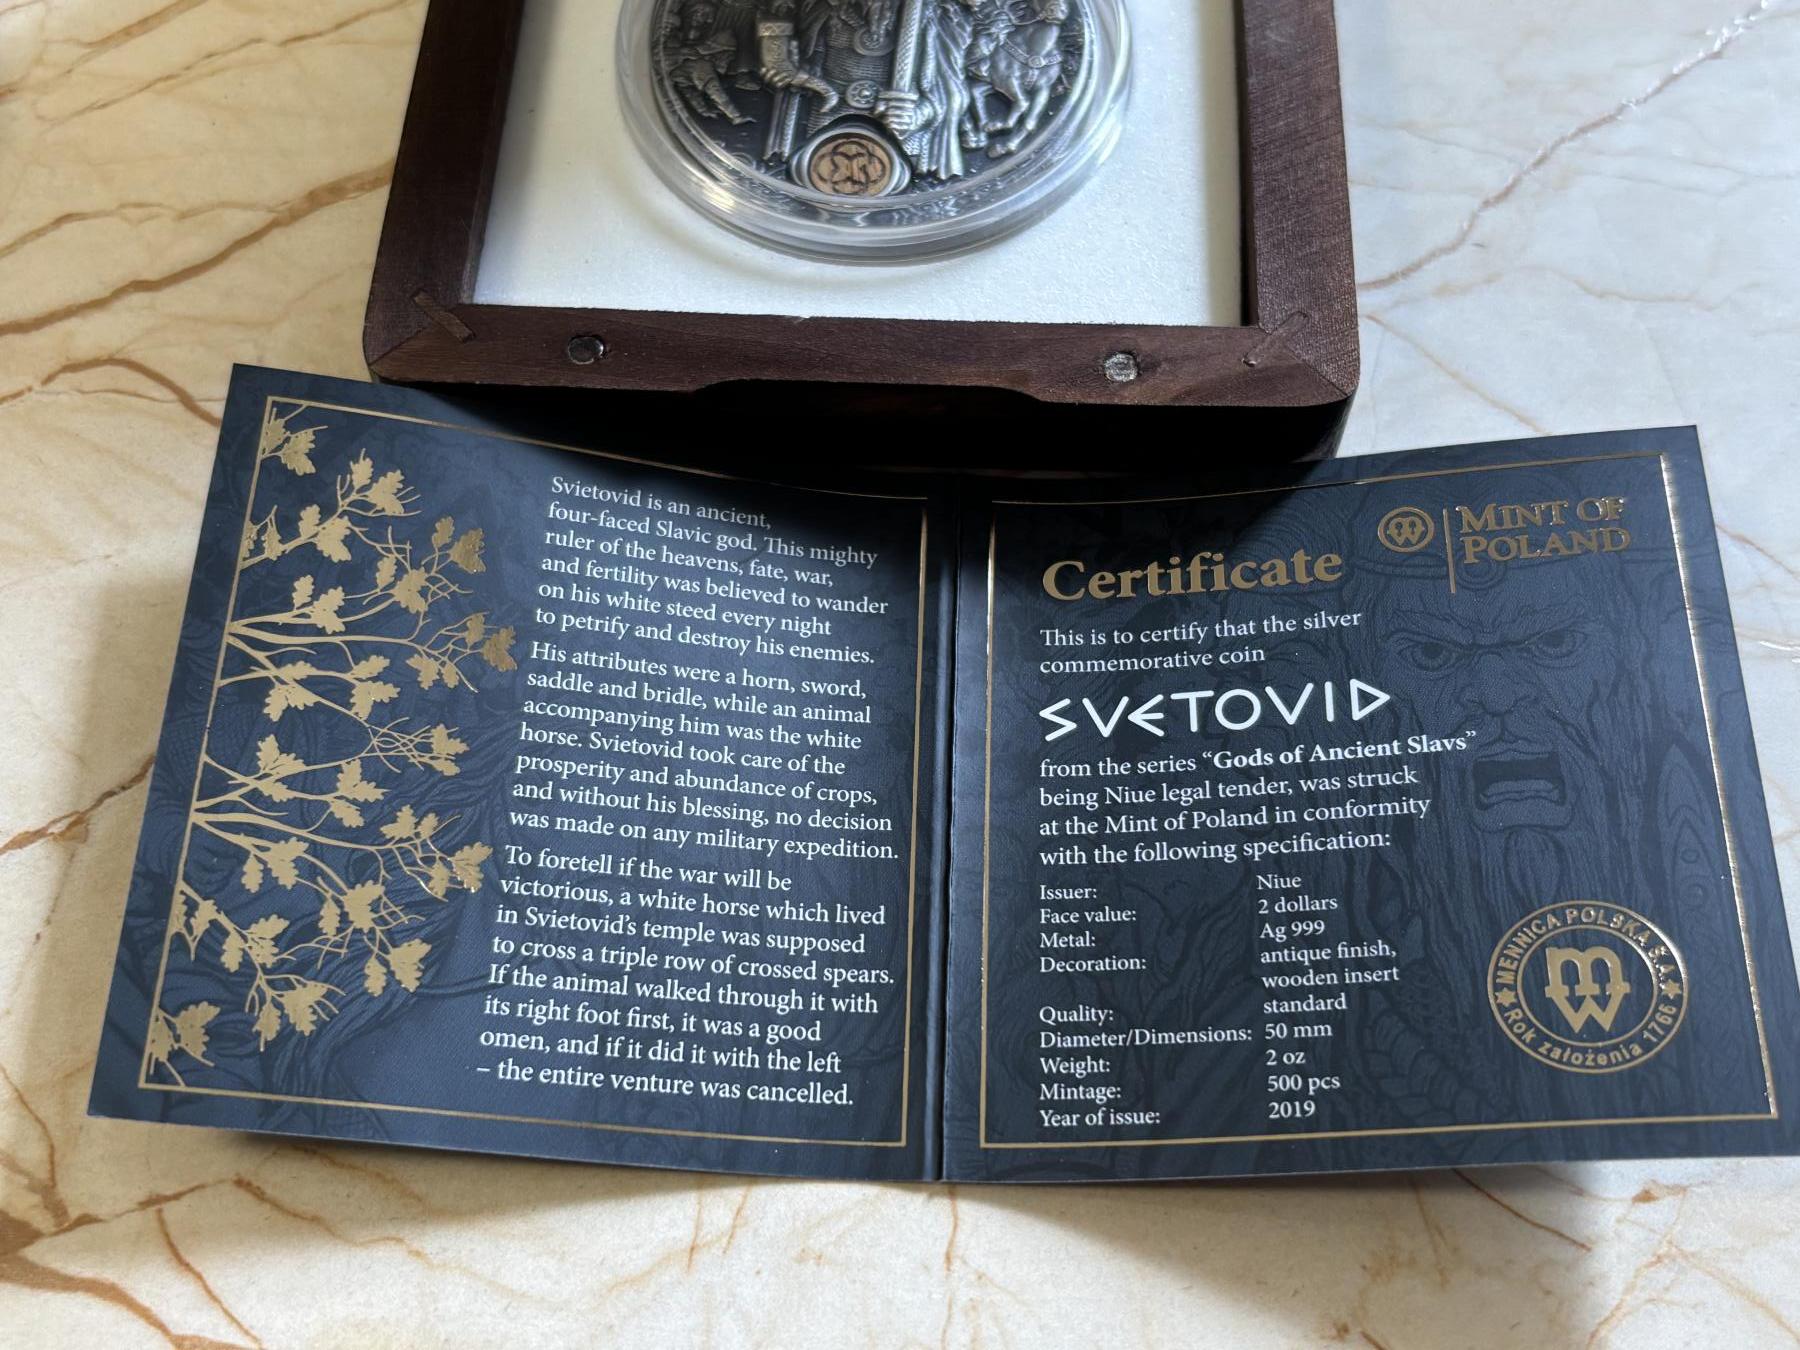 Svietovid is an ancient,
four-faced Slavic god. This mighty
ruler of the heavens, fate, war,
and fertility was believed to wander
on his white steed every night
to petrify and destroy his enemies.
His attributes were a horn, sword,
saddle and bridle, while an animal
accompanying him was the white
horse. Svietovid took care of the
prosperity and abundance of crops,
and without his blessing, no decision
was made on any military expedition.
To foretell if the war will be
victorious, a white horse which lived
in Svietovid's temple was supposed
to cross a triple row of crossed spears.
If the animal walked through it with
its right foot first, it was a good
omen, and if it did it with the left
– the entire venture was cancelled.
MINT OF
POLAND
Certificate
This is to certify that the silver
commemorative coin
SVETOVID
from the series “Gods of Ancient Slavs”
being Niue legal tender, was struck
at the Mint of Poland in conformity
with the following specification:
Issuer: Niue
Face value: 2 dollars
Metal: Ag 999
Decoration: antique finish,
wooden insert
Quality: standard
Diameter/Dimensions: 50 mm
Weight: 2 oz
Mintage: 500 pcs
Year of issue: 2019
MENNICA POLSKA S.A.
Rok założenia 1766